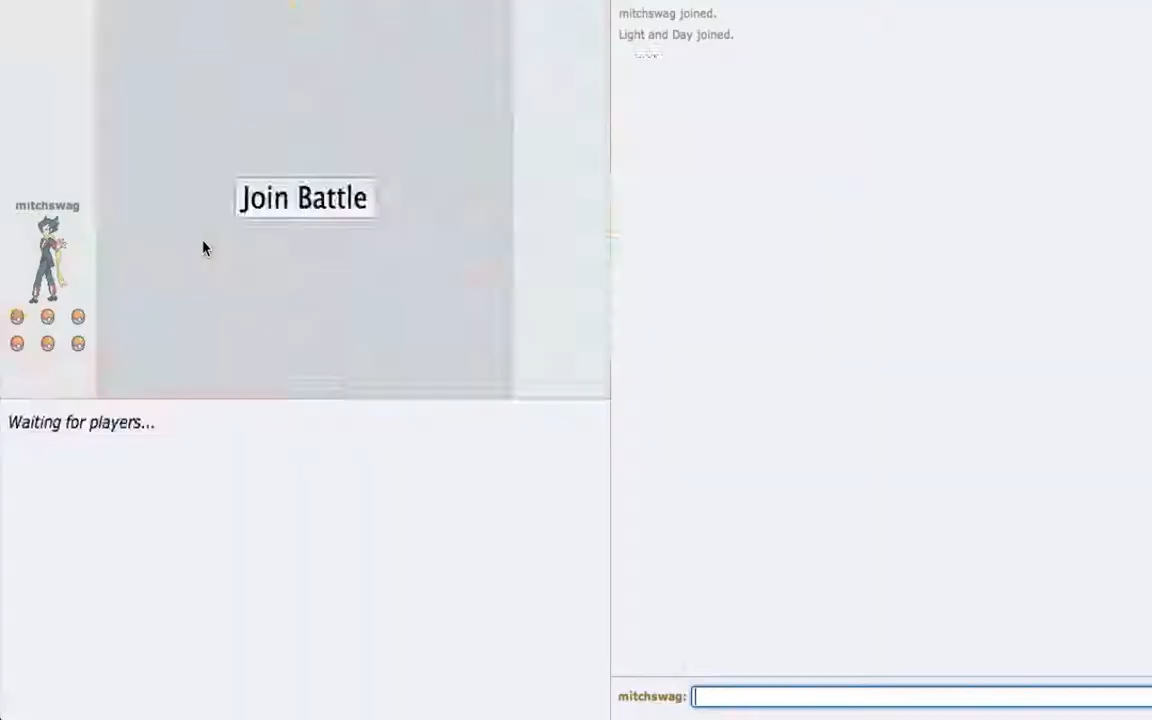 mitchswag joined.
Light and Day joined.
Join Battle
mitchswag
Waiting for players...
mitchswag: